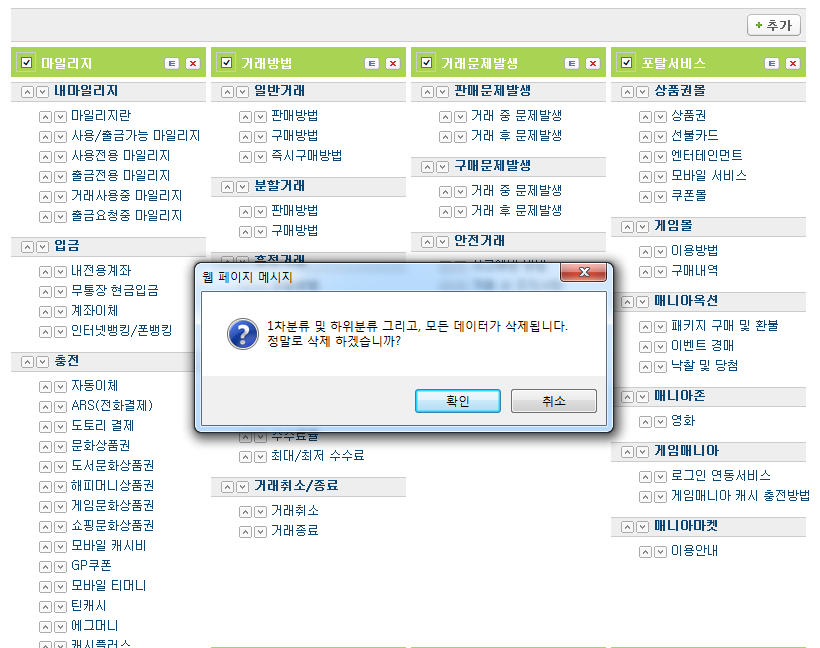 + 추가
마일리지 E x
내마일리지
마일리지란
사용/출금가능 마일리지
사용전용 마일리지
출금전용 마일리지
거래사용중 마일리지
출금요청중 마일리지
입금
내전용계좌
무통장 현금입금
계좌이체
인터넷뱅킹/폰뱅킹
충전
자동이체
ARS(전화결제)
도토리 결제
문화상품권
도서문화상품권
해피머니상품권
게임문화상품권
쇼핑문화상품권
모바일 캐시비
GP쿠폰
모바일 티머니
틴캐시
에그머니
캐시플러스
거래방법 E x
일반거래
판매방법
구매방법
즉시구매방법
분할거래
판매방법
구매방법
흥정거래
수수료율
최대/최저 수수료
거래취소/종료
거래취소
거래종료
거래문제발생 E x
판매문제발생
거래 중 문제발생
거래 후 문제발생
구매문제발생
거래 중 문제발생
거래 후 문제발생
안전거래
포탈서비스 E x
상품권몰
상품권
선불카드
엔터테인먼트
모바일 서비스
쿠폰몰
게임몰
이용방법
구매내역
매니아옥션
패키지 구매 및 환불
이벤트 경매
낙찰 및 당첨
매니아존
영화
게임매니아
로그인 연동서비스
게임매니아 캐시 충전방법
매니아마켓
이용안내
웹 페이지 메시지
1차분류 및 하위분류 그리고, 모든 데이터가 삭제됩니다.
정말로 삭제 하겠습니까?
확인 취소